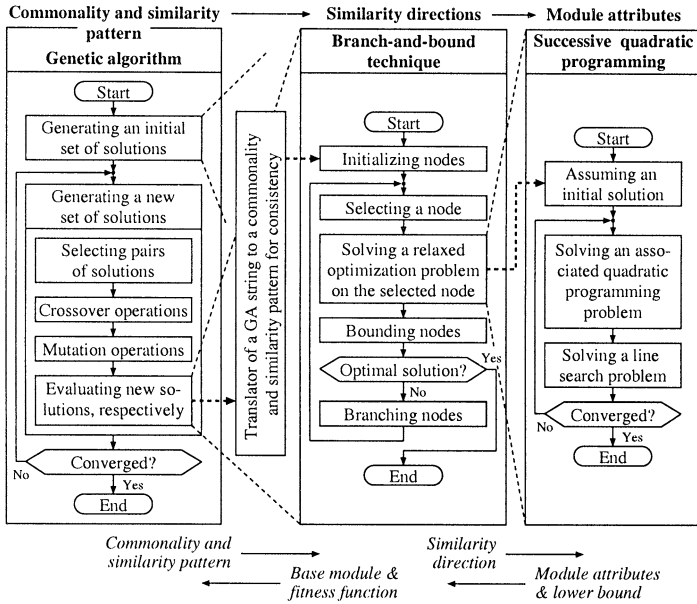 Commonality and similarity
pattern
Similarity directions
Module attributes
Genetic algorithm
Start
Generating an initial
set of solutions
Generating a new
set of solutions
Selecting pairs
of solutions
Crossover operations
Mutation operations
Evaluating new so-
lutions, respectively
Converged?
No
Yes
End
Translator of a GA string to a commonality
and similarity pattern for consistency
Branch-and-bound
technique
Start
Initializing nodes
Selecting a node
Solving a relaxed
optimization problem
on the selected node
Bounding nodes
Yes
Optimal solution?
No
Branching nodes
End
Successive quadratic
programming
Start
Assuming an
initial solution
Solving an asso-
ciated quadratic
programming
problem
Solving a line
search problem
Converged?
No
Yes
End
Commonality and
similarity pattern
Base module &
fitness function
Similarity
direction
Module attributes
& lower bound